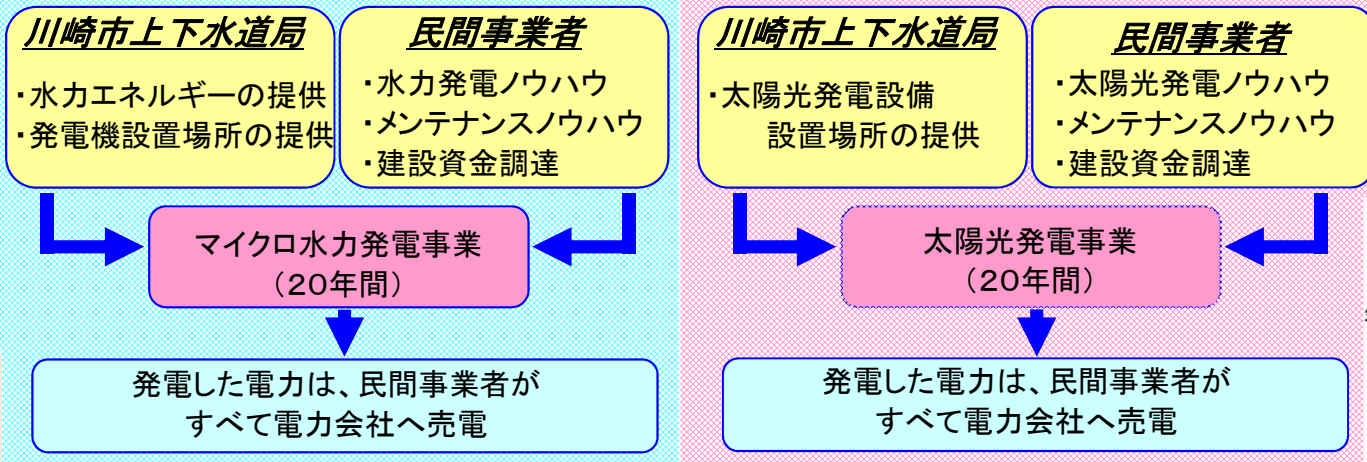 川崎市上下水道局
・水力エネルギーの提供
・発電機設置場所の提供
民間事業者
・水力発電ノウハウ
・メンテナンスノウハウ
・建設資金調達
マイクロ水力発電事業
(20年間)
発電した電力は、民間事業者が
すべて電力会社へ売電
川崎市上下水道局
・太陽光発電設備
設置場所の提供
民間事業者
・太陽光発電ノウハウ
・メンテナンスノウハウ
・建設資金調達
太陽光発電事業
(20年間)
発電した電力は、民間事業者が
すべて電力会社へ売電